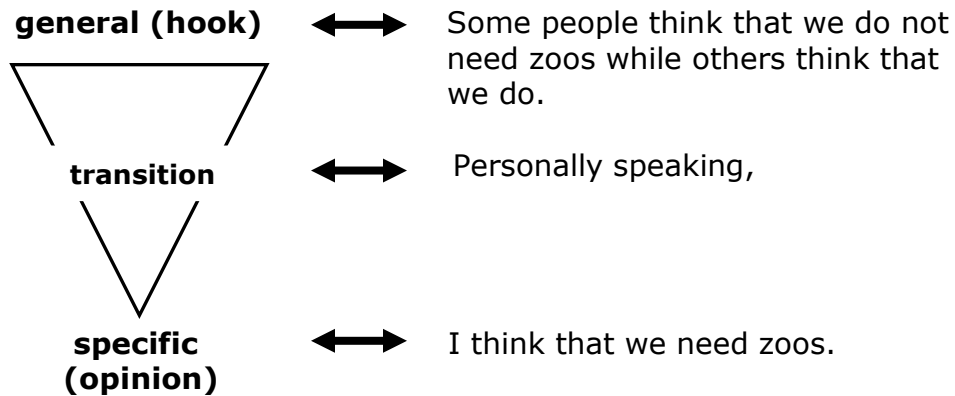 general (hook)
Some people think that we do not
need zoos while others think that
we do.
transition
Personally speaking,
specific
(opinion)
I think that we need zoos.